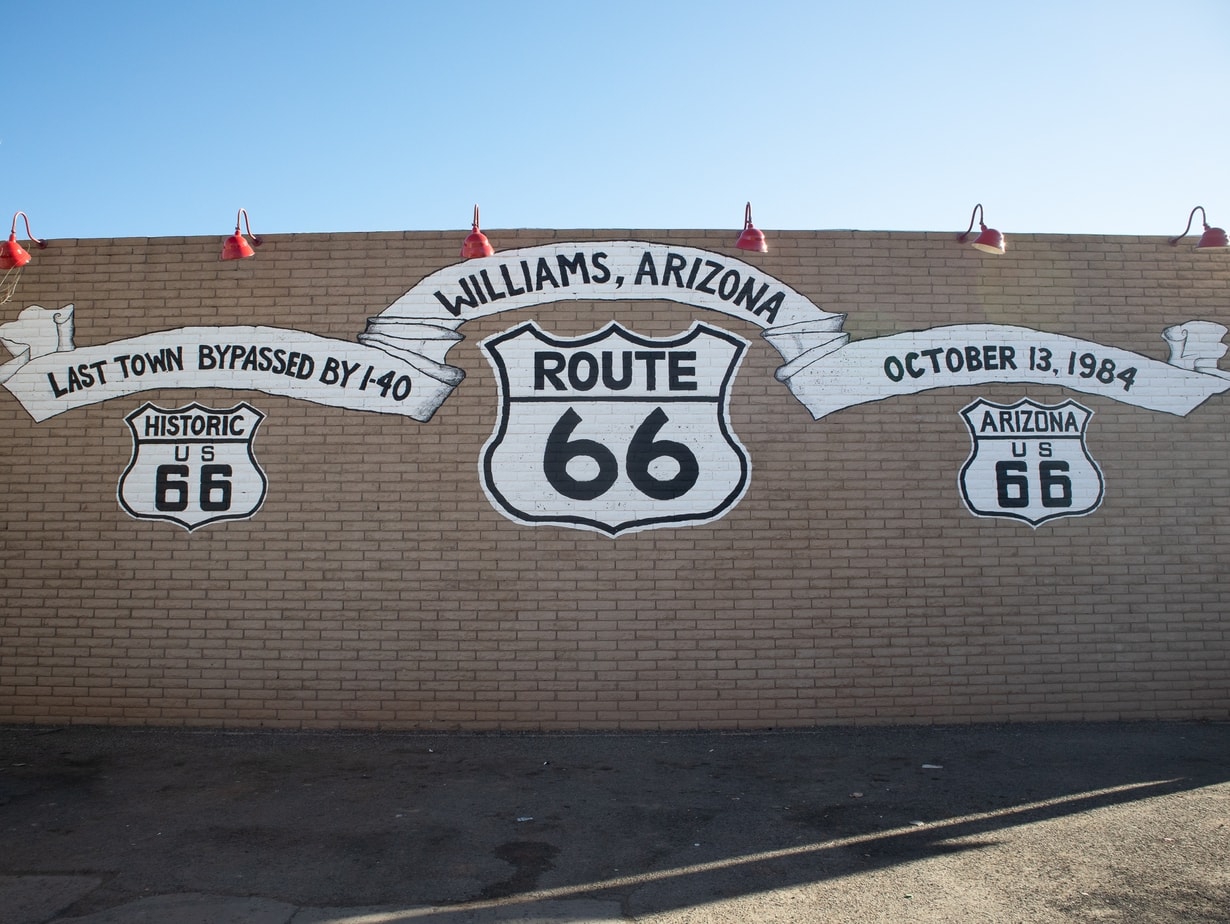 WILLIAMS, ARIZONA
LAST TOWN BYPASSED BY I-40
OCTOBER 13, 1984
HISTORIC
US
66
ROUTE
66
ARIZONA
US
66